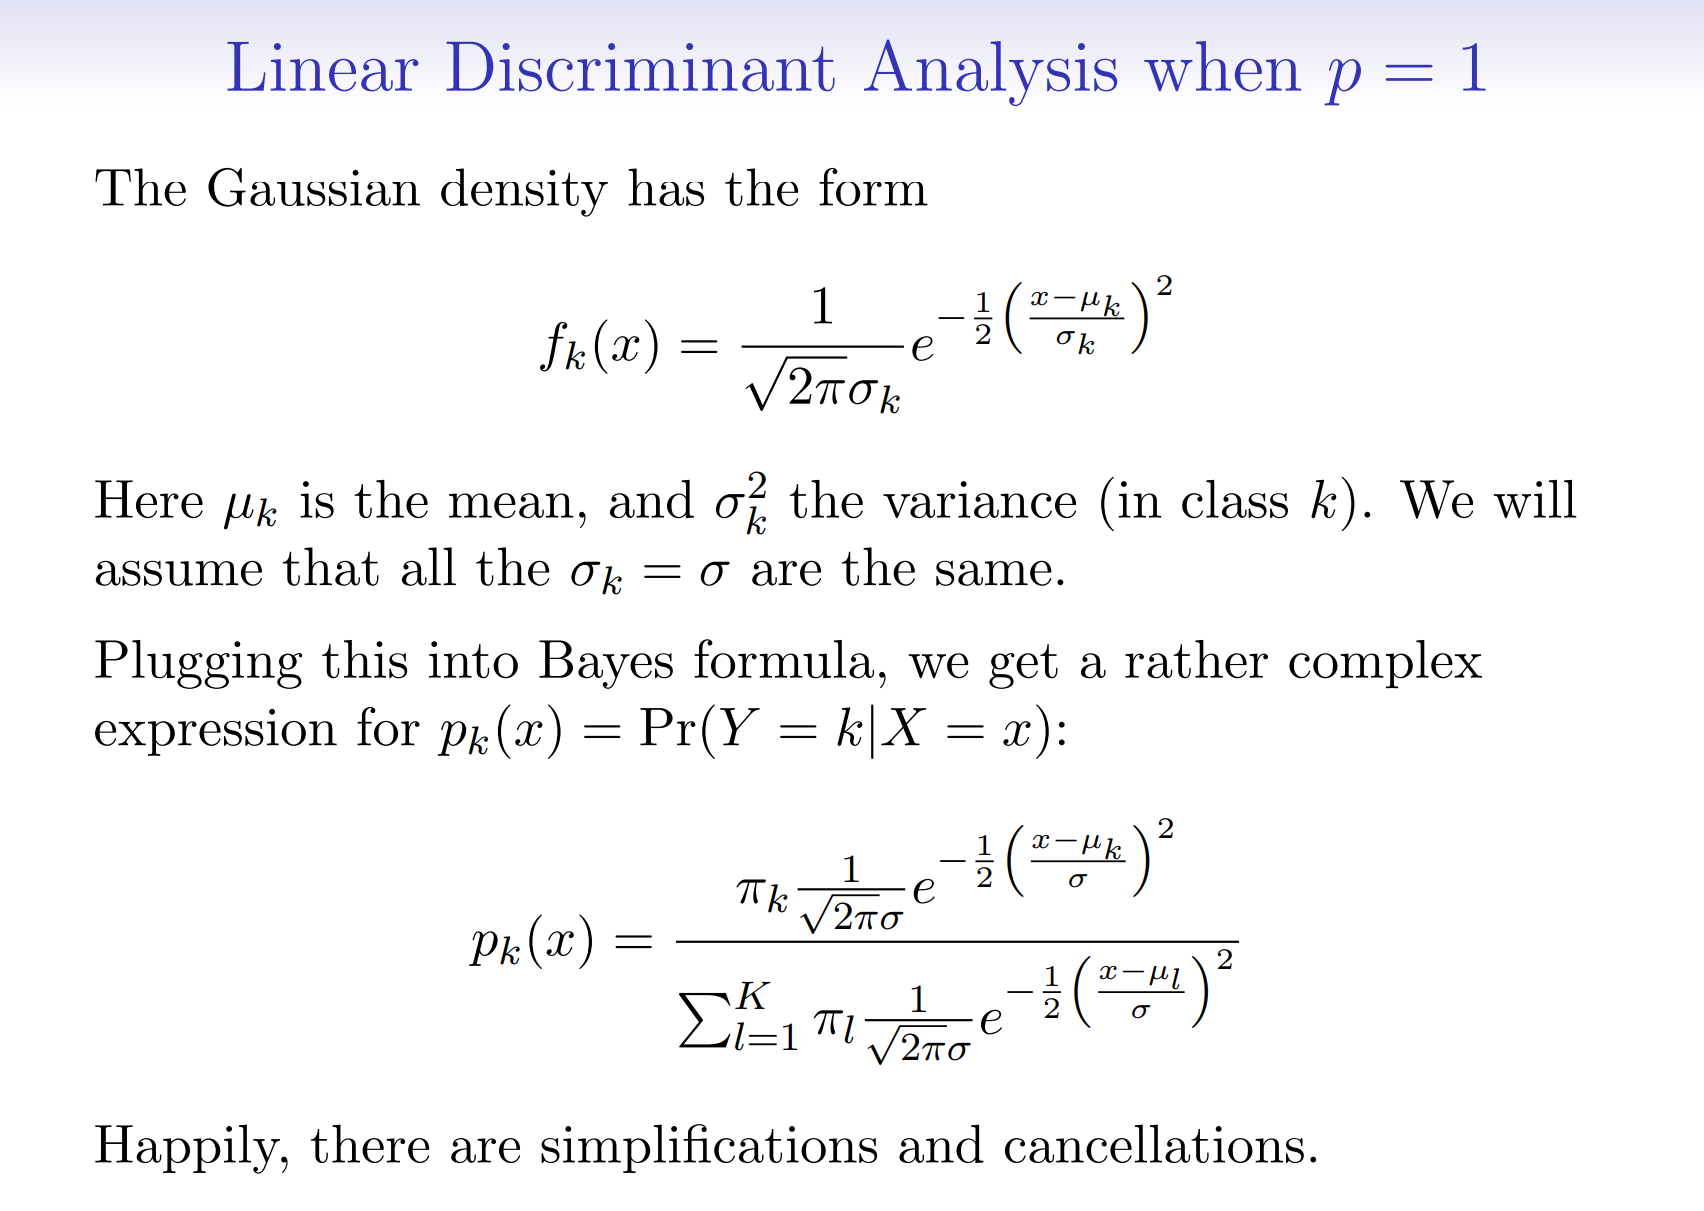 Linear Discriminant Analysis when $p = 1$
The Gaussian density has the form
$$f_k(x) = \frac{1}{\sqrt{2\pi}\sigma_k} e^{-\frac{1}{2}\left(\frac{x-\mu_k}{\sigma_k}\right)^2}$$
Here $\mu_k$ is the mean, and $\sigma_k^2$ the variance (in class $k$). We will
assume that all the $\sigma_k = \sigma$ are the same.
Plugging this into Bayes formula, we get a rather complex
expression for $p_k(x) = \Pr(Y = k|X = x)$:
$$p_k(x) = \frac{\pi_k \frac{1}{\sqrt{2\pi}\sigma} e^{-\frac{1}{2}\left(\frac{x-\mu_k}{\sigma}\right)^2}}{\sum_{l=1}^{K} \pi_l \frac{1}{\sqrt{2\pi}\sigma} e^{-\frac{1}{2}\left(\frac{x-\mu_l}{\sigma}\right)^2}}$$
Happily, there are simplifications and cancellations.